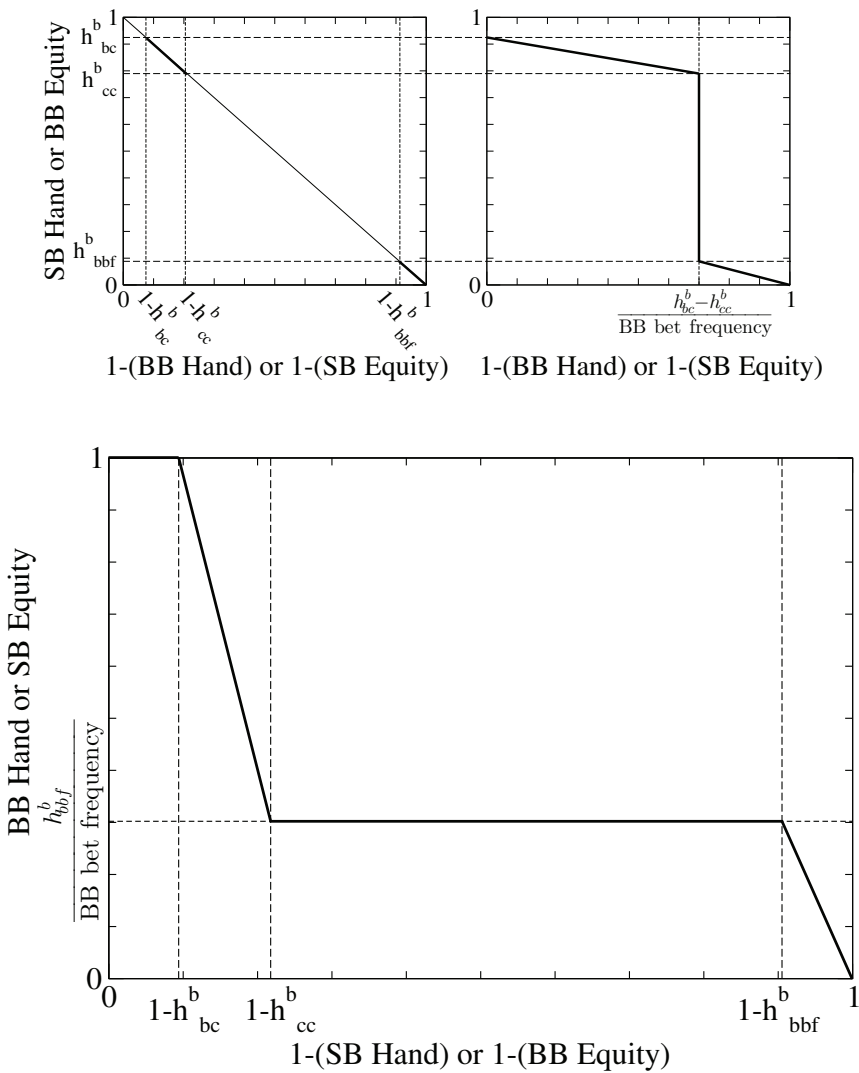 1
h^b_bc
h^b_cc
h^b_bbf
0
SB Hand or BB Equity
0
1-h^b_bc
1-h^b_cc
1-h^b_bbf
1
1-(BB Hand) or 1-(SB Equity)
1
0
0
h^b_bc−h^b_cc
BB bet frequency
1
1-(BB Hand) or 1-(SB Equity)
1
BB Hand or SB Equity
h^b_bbf
BB bet frequency
0
0
1-h^b_bc
1-h^b_cc
1-h^b_bbf
1
1-(SB Hand) or 1-(BB Equity)